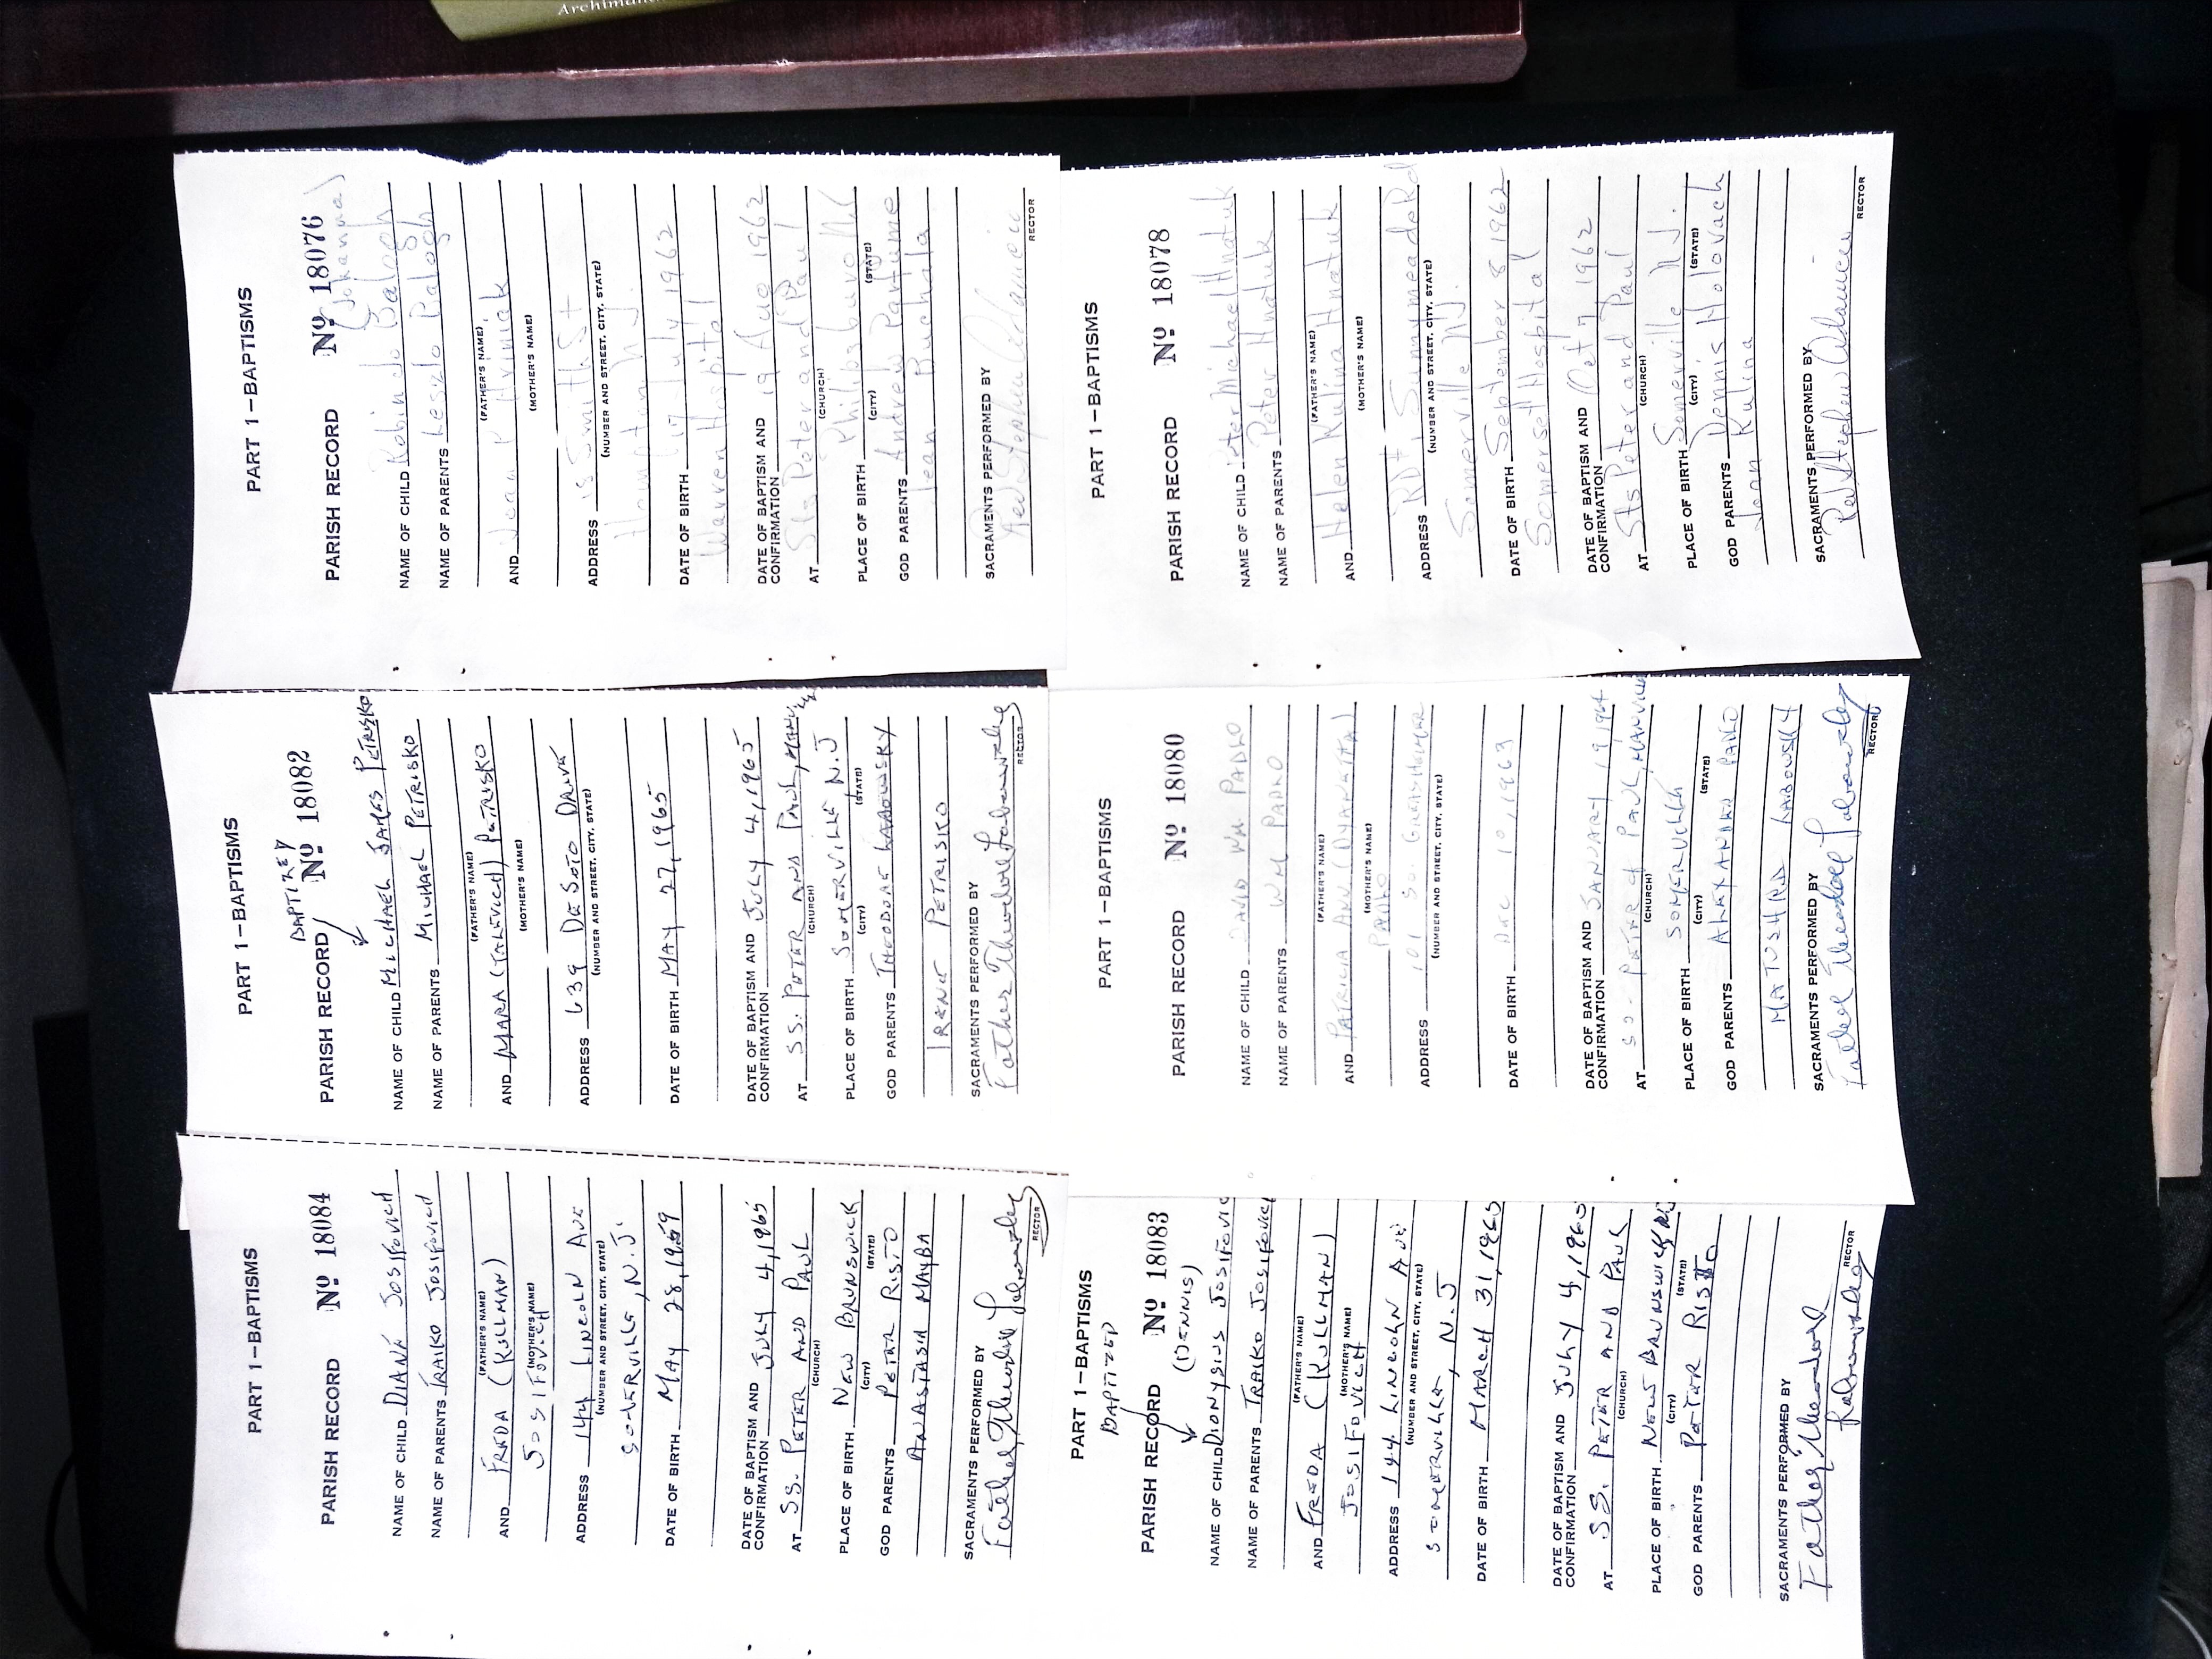 PART 1—BAPTISMS
PARISH RECORD Nº 18084
NAME OF CHILD DIANE JOSIFOVICH
NAME OF PARENTS TRAIKO JOSIFOVICH
(FATHER'S NAME)
AND FREDA (KULLMAN)
(MOTHER'S NAME)
JOSIFOVICH
ADDRESS 144 LINCOLN AVE
(NUMBER AND STREET, CITY, STATE)
SOMERVILLE, N.J.
DATE OF BIRTH MAY 28, 1959
DATE OF BAPTISM AND
CONFIRMATION JULY 4, 1965
AT SS. PETER AND PAUL
(CHURCH)
PLACE OF BIRTH NEW BRUNSWICK
(CITY) (STATE)
GOD PARENTS PETER RISTO
ANASTASIA MAYBA
SACRAMENTS PERFORMED BY
Father Theodore Labowsky
RECTOR
PART 1—BAPTISMS
BAPTIZED
PARISH RECORD Nº 18082
NAME OF CHILD MICHAEL JAMES PETRISKO
NAME OF PARENTS MICHAEL PETRISKO
(FATHER'S NAME)
AND MARA (TALEVICH) PETRISKO
(MOTHER'S NAME)
ADDRESS 639 DESOTO DRIVE
(NUMBER AND STREET, CITY, STATE)
DATE OF BIRTH MAY 27, 1965
DATE OF BAPTISM AND
CONFIRMATION JULY 4, 1965
AT SS. PETER AND PAUL,
(CHURCH)
PLACE OF BIRTH SOMERVILLE, N.J
(CITY) (STATE)
GOD PARENTS THEODORE LABOWSKY
IRENE PETRISKO
SACRAMENTS PERFORMED BY
Father Theodore Labowsky
RECTOR
PART 1—BAPTISMS
PARISH RECORD Nº 18076
(Johanna)
NAME OF CHILD Robin Jo Balogh
NAME OF PARENTS Leszlo Balogh
(FATHER'S NAME)
AND Joan P Hriniak
(MOTHER'S NAME)
ADDRESS 18 Smith St
(NUMBER AND STREET, CITY, STATE)
Hampton N.J.
DATE OF BIRTH 17 July 1962
Warren Hospital
DATE OF BAPTISM AND
CONFIRMATION 19 Aug 1962
AT Sts Peter and Paul
(CHURCH)
PLACE OF BIRTH Philipsburg N.J.
(CITY) (STATE)
GOD PARENTS Andrew Parfume
Jean Buchala
SACRAMENTS PERFORMED BY
Rev Stephen
RECTOR
PART 1—BAPTISMS
BAPTIZED
PARISH RECORD Nº 18083
(DENNIS)
NAME OF CHILD DIONYSIUS JOSIFOVIC
NAME OF PARENTS TRAIKO JOSIFOVICH
(FATHER'S NAME)
AND FREDA (KULLMAN)
(MOTHER'S NAME)
JOSIFOVICH
ADDRESS 144 LINCOLN AVE
(NUMBER AND STREET, CITY, STATE)
SOMERVILLE, N.J
DATE OF BIRTH MARCH 31, 1965
DATE OF BAPTISM AND
CONFIRMATION JULY 4, 1965
AT SS. PETER AND PAUL
(CHURCH)
PLACE OF BIRTH NEW BRUNSWICK
(CITY) (STATE)
GOD PARENTS PETER RISTO
SACRAMENTS PERFORMED BY
Father Theodore
Labowsky
RECTOR
PART 1—BAPTISMS
PARISH RECORD Nº 18080
NAME OF CHILD DAVID WM. PADLO
NAME OF PARENTS WM PADLO
(FATHER'S NAME)
AND PATRICIA ANN
(MOTHER'S NAME)
PADLO
ADDRESS 101 SO.
(NUMBER AND STREET, CITY, STATE)
DATE OF BIRTH DEC 10, 1963
DATE OF BAPTISM AND
CONFIRMATION JANUARY 19, 1964
AT SS. PETER & PAUL, MANVILLE
(CHURCH)
PLACE OF BIRTH SOMERVILLE
(CITY) (STATE)
GOD PARENTS ALEXANDER PADLO
MATUSHKA LABOWSKY
SACRAMENTS PERFORMED BY
Father Theodore Labowsky
RECTOR
PART 1—BAPTISMS
PARISH RECORD Nº 18078
NAME OF CHILD Peter Michael Hnatuk
NAME OF PARENTS Peter Hnatuk
(FATHER'S NAME)
AND Helen Kulina Hnatuk
(MOTHER'S NAME)
ADDRESS RD#1 Sunnymeade Rd
(NUMBER AND STREET, CITY, STATE)
Somerville N.J.
DATE OF BIRTH September 8, 1962
Somerset Hospital
DATE OF BAPTISM AND
CONFIRMATION Oct 7, 1962
AT Sts Peter and Paul
(CHURCH)
PLACE OF BIRTH Somerville N.J.
(CITY) (STATE)
GOD PARENTS Dennis Holovach
Joan Kulina
SACRAMENTS PERFORMED BY
Rev Stephen
RECTOR